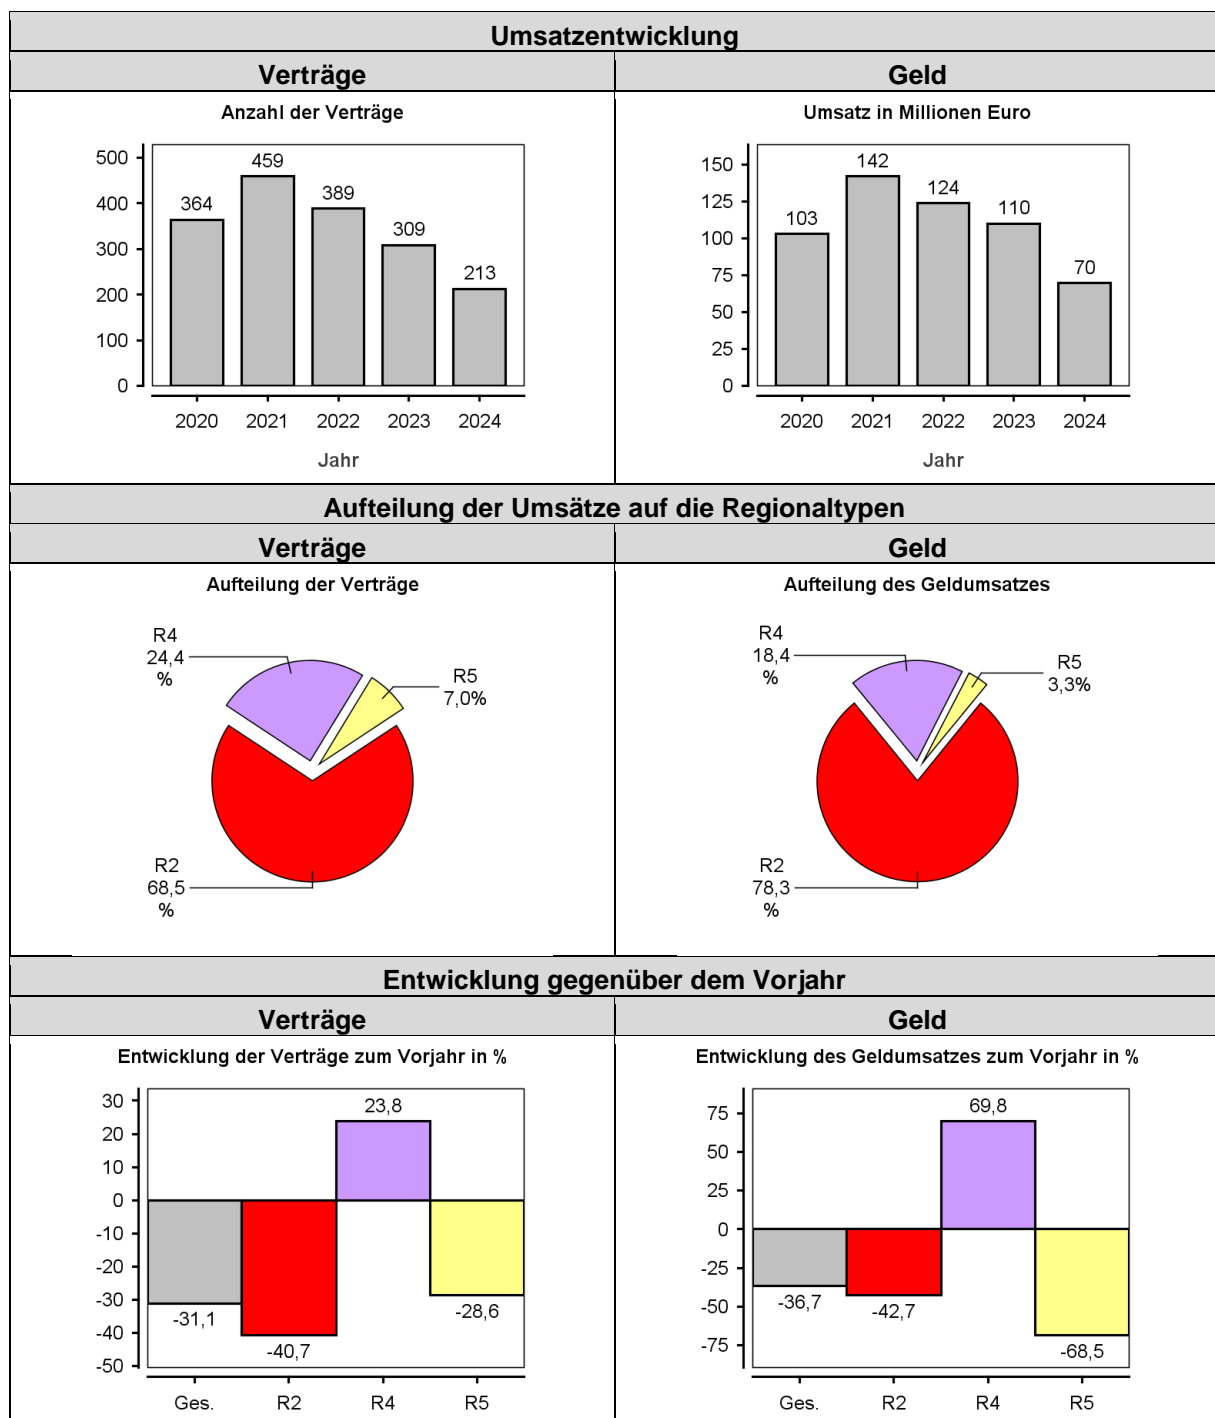 Umsatzentwicklung
Verträge
Geld
Anzahl der Verträge
500
400
300
200
100
0
364
459
389
309
213
2020 2021 2022 2023 2024
Jahr
Umsatz in Millionen Euro
150
125
100
75
50
25
0
103
142
124
110
70
2020 2021 2022 2023 2024
Jahr
Aufteilung der Umsätze auf die Regionaltypen
Verträge
Geld
Aufteilung der Verträge
R4
24,4
%
R5
7,0%
R2
68,5
%
Aufteilung des Geldumsatzes
R4
18,4
%
R5
3,3%
R2
78,3
%
Entwicklung gegenüber dem Vorjahr
Verträge
Geld
Entwicklung der Verträge zum Vorjahr in %
30
20
10
0
-10
-20
-30
-40
-50
-31,1
-40,7
23,8
-28,6
Ges. R2 R4 R5
Entwicklung des Geldumsatzes zum Vorjahr in %
75
50
25
0
-25
-50
-75
-36,7
-42,7
69,8
-68,5
Ges. R2 R4 R5